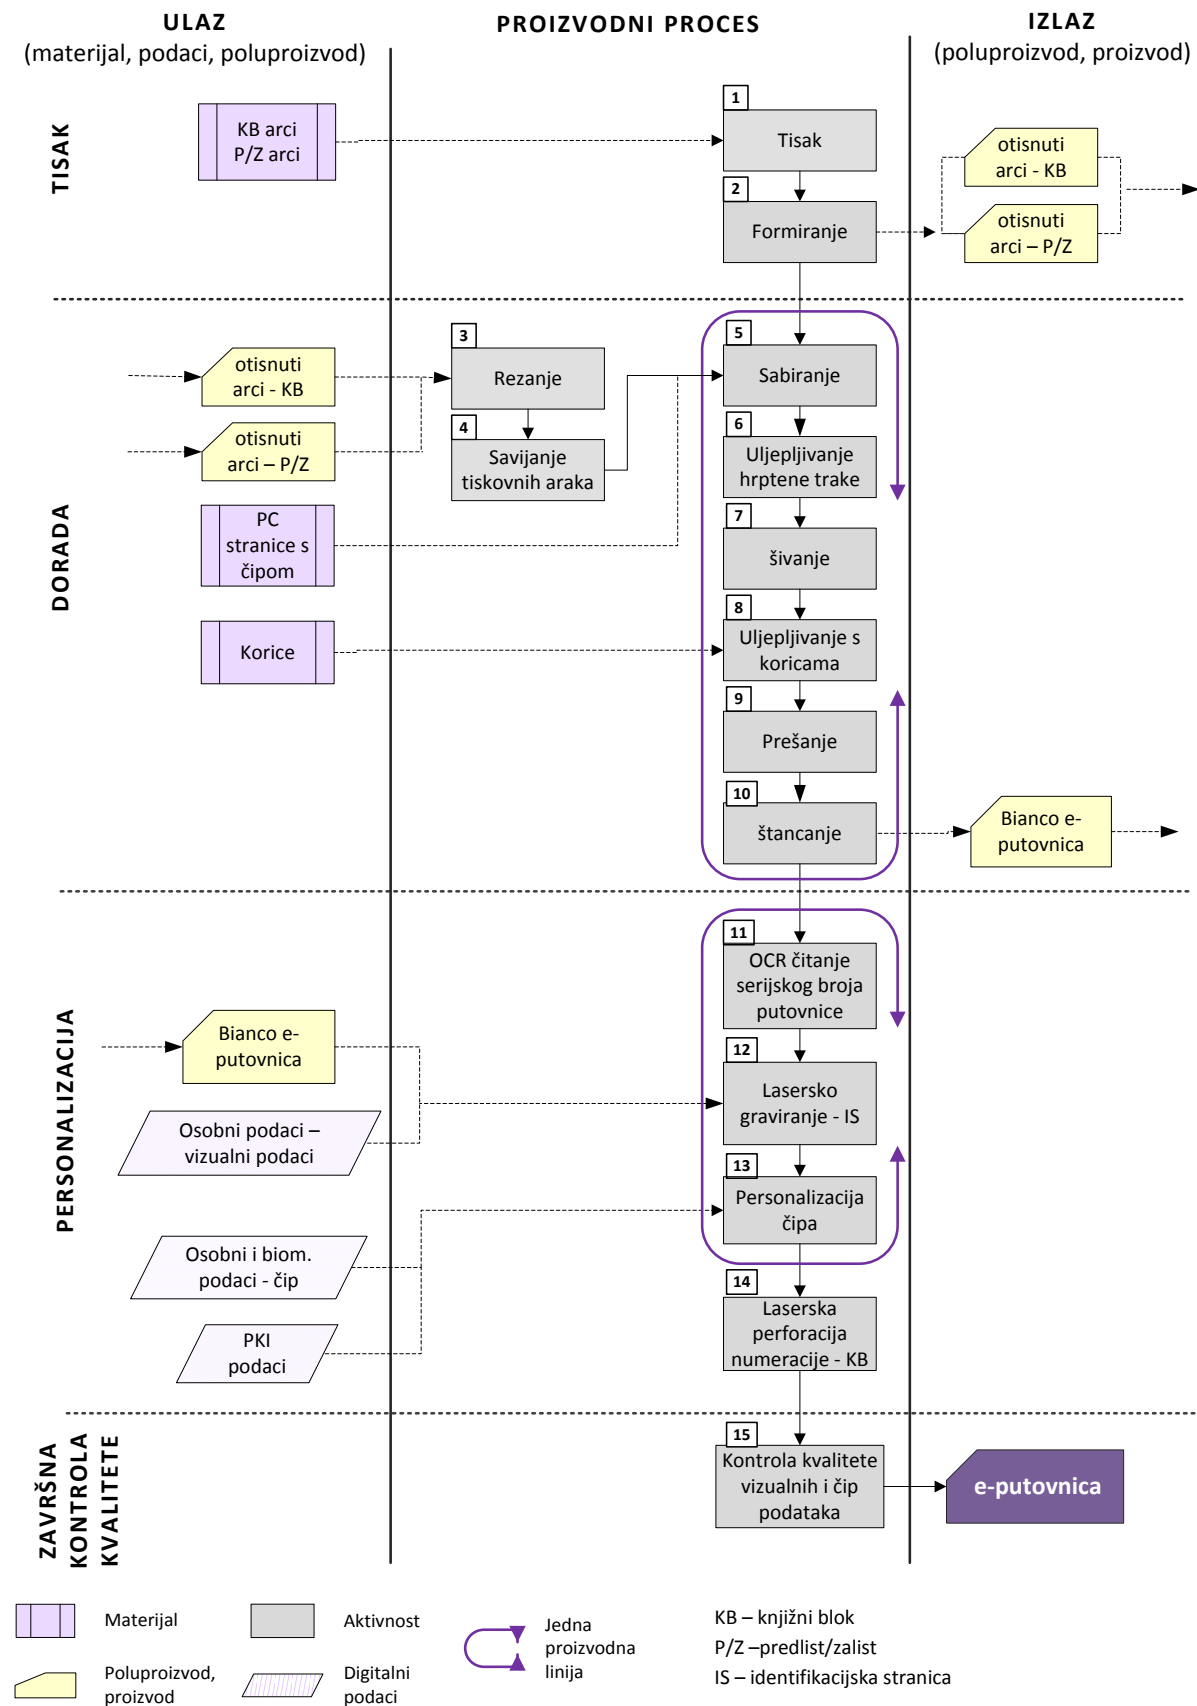 ULAZ
(materijal, podaci, poluproizvod)
PROIZVODNI PROCES
IZLAZ
(poluproizvod, proizvod)
TISAK
KB arci
P/Z arci
1
Tisak
2
Formiranje
otisnuti
arci - KB
otisnuti
arci – P/Z
DORADA
otisnuti
arci - KB
otisnuti
arci – P/Z
PC
stranice s
čipom
Korice
3
Rezanje
4
Savijanje
tiskovnih araka
5
Sabiranje
6
Uljepljivanje
hrptene trake
7
šivanje
8
Uljepljivanje s
koricama
9
Prešanje
10
štancanje
Bianco e-
putovnica
PERSONALIZACIJA
Bianco e-
putovnica
Osobni podaci –
vizualni podaci
Osobni i biom.
podaci - čip
PKI
podaci
11
OCR čitanje
serijskog broja
putovnice
12
Lasersko
graviranje - IS
13
Personalizacija
čipa
14
Laserska
perforacija
numeracije - KB
ZAVRŠNA
KONTROLA
KVALITETE
15
Kontrola kvalitete
vizualnih i čip
podataka
e-putovnica
Materijal
Aktivnost
Jedna
proizvodna
linija
Poluproizvod,
proizvod
Digitalni
podaci
KB – knjižni blok
P/Z –predlist/zalist
IS – identifikacijska stranica